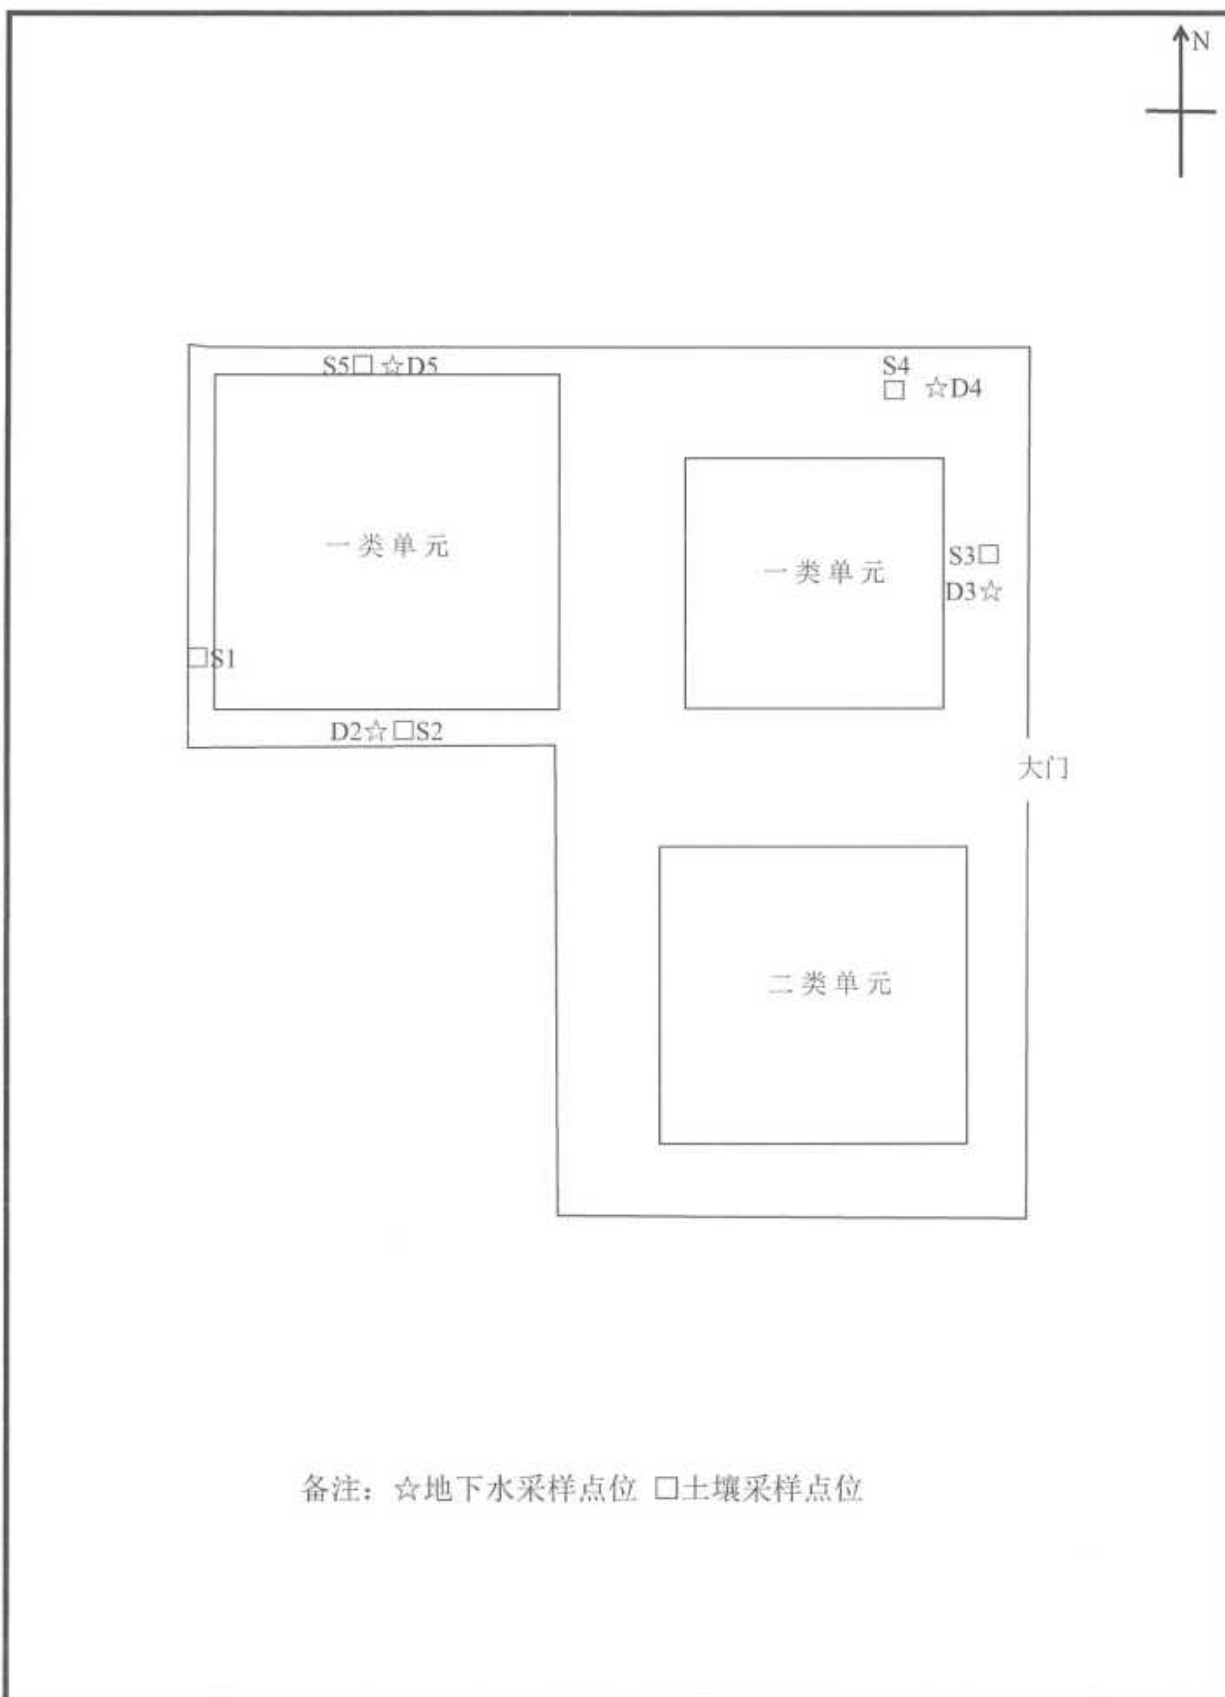 N
S5□ ☆D5
S4
□ ☆D4
一类单元
一类单元
S3□
D3☆
□S1
D2☆ □S2
大门
二类单元
备注：☆地下水采样点位 □土壤采样点位